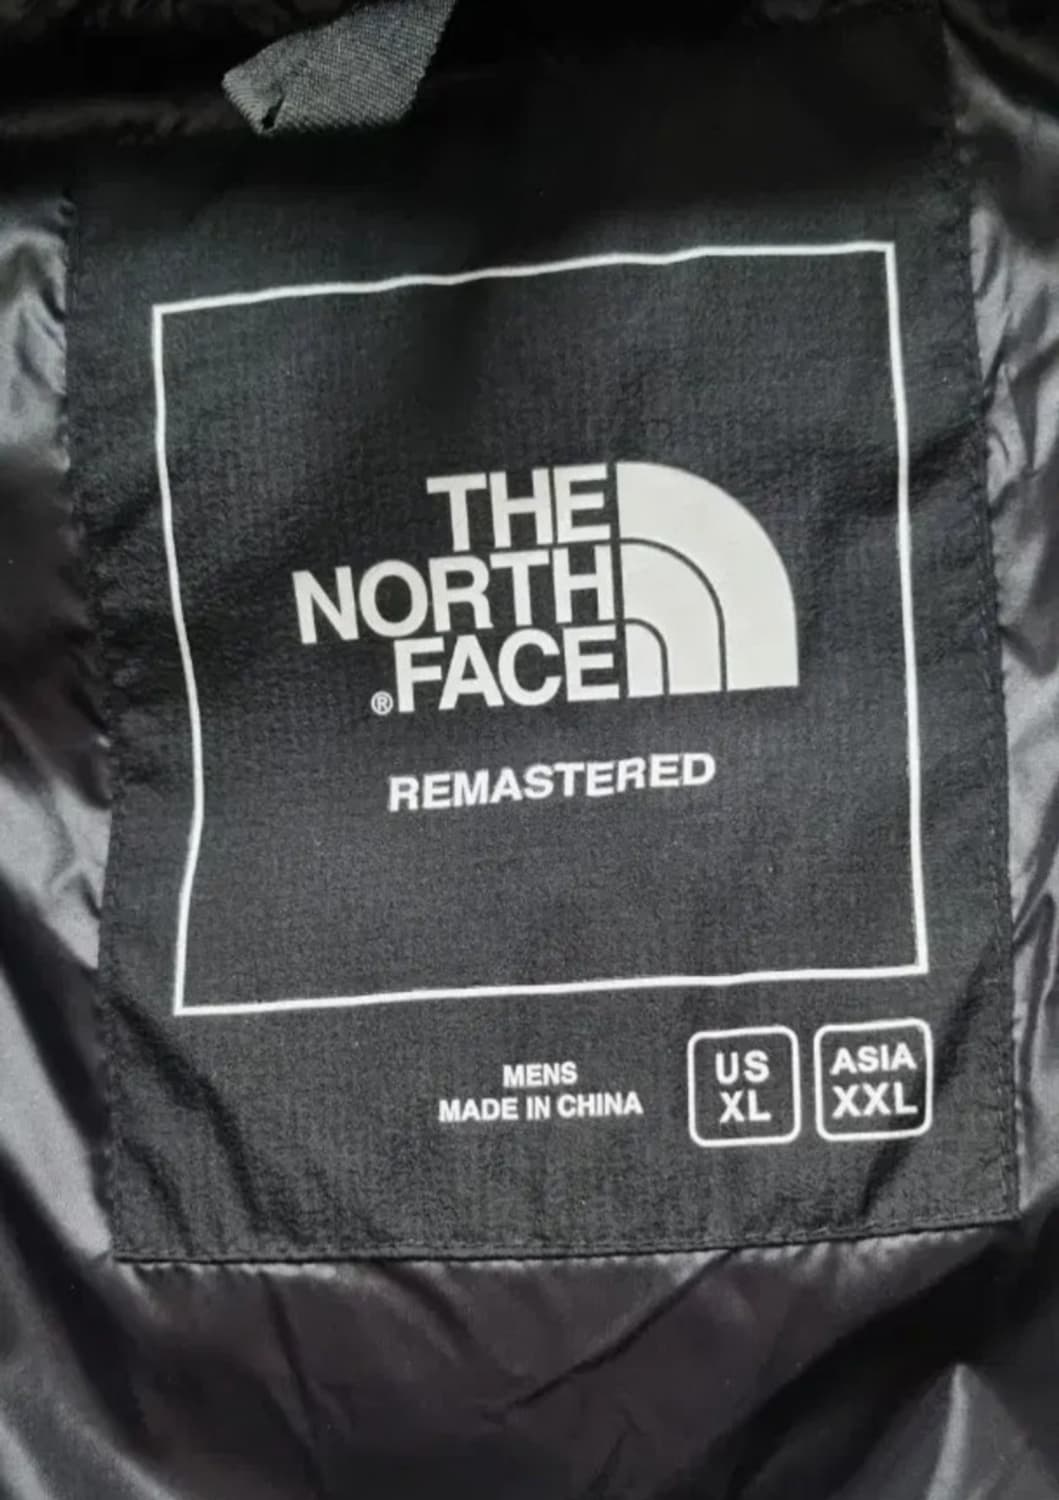 THE
NORTH
®FACE
REMASTERED
MENS
MADE IN CHINA
US
XL
ASIA
XXL